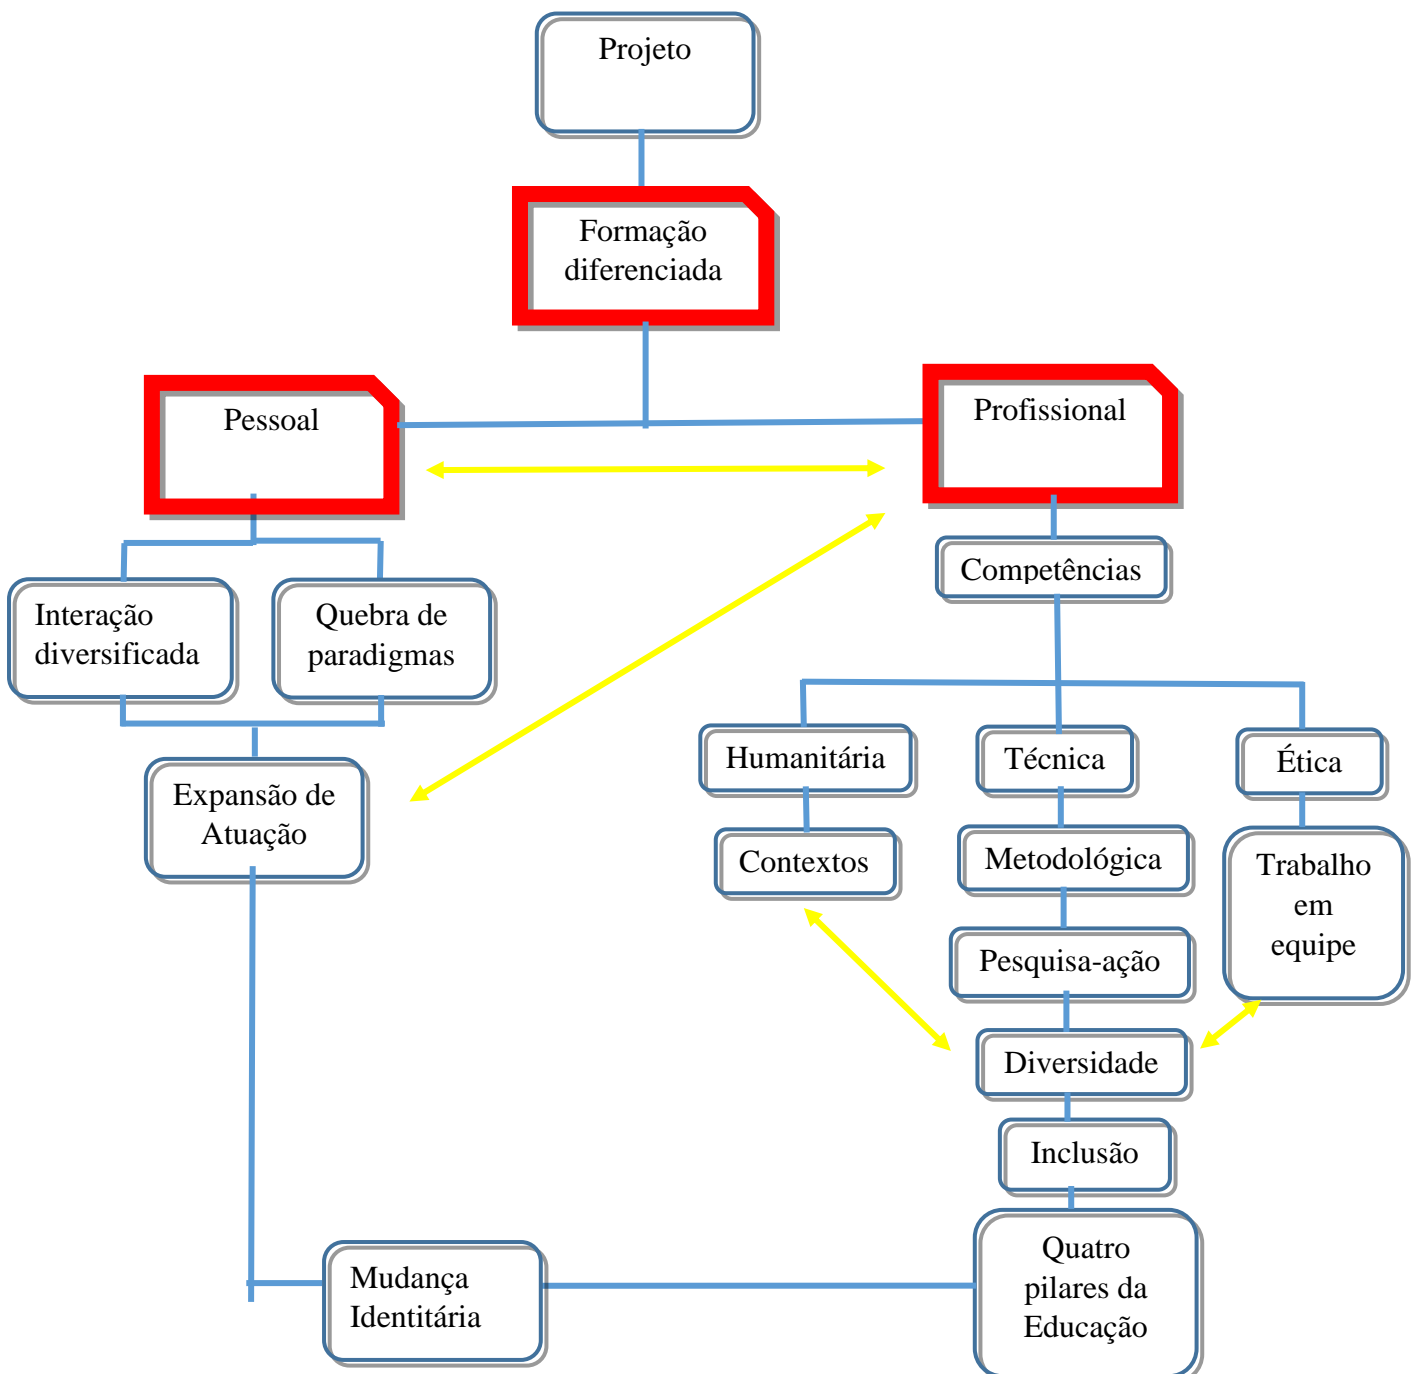 Projeto
Formação
diferenciada
Pessoal
Profissional
Competências
Interação
diversificada
Quebra de
paradigmas
Humanitária
Técnica
Ética
Expansão de
Atuação
Contextos
Metodológica
Trabalho
em
equipe
Pesquisa-ação
Diversidade
Inclusão
Mudança
Identitária
Quatro
pilares da
Educação